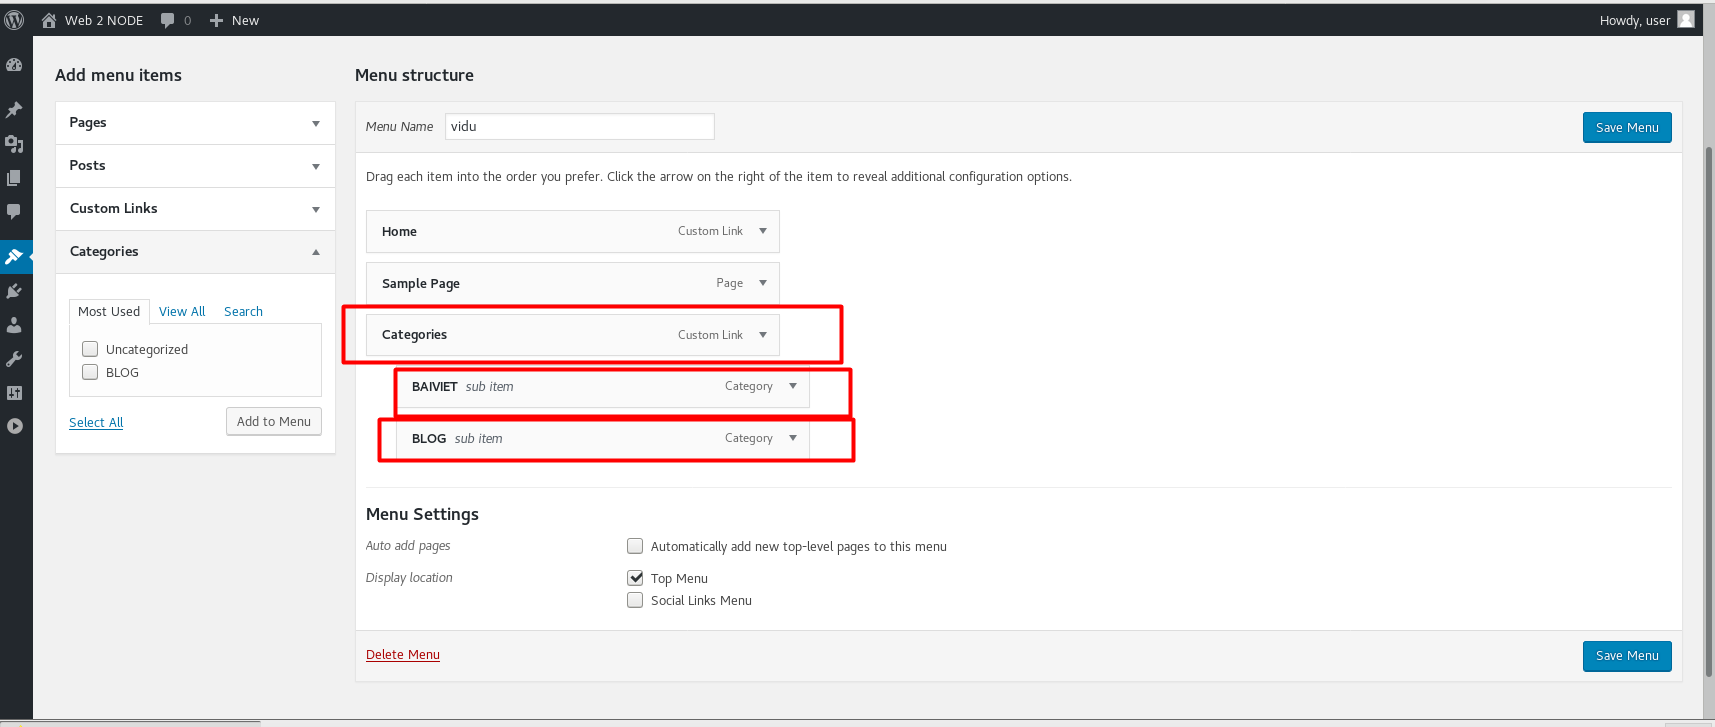 Web 2 NODE 0 New Howdy, user
Add menu items
Pages
Posts
Custom Links
Categories
Most Used View All Search
Uncategorized
BLOG
Select All Add to Menu
Menu structure
Menu Name vidu Save Menu
Drag each item into the order you prefer. Click the arrow on the right of the item to reveal additional configuration options.
Home Custom Link
Sample Page Page
Categories Custom Link
BAIVIET sub item Category
BLOG sub item Category
Menu Settings
Auto add pages Automatically add new top-level pages to this menu
Display location Top Menu
Social Links Menu
Delete Menu Save Menu